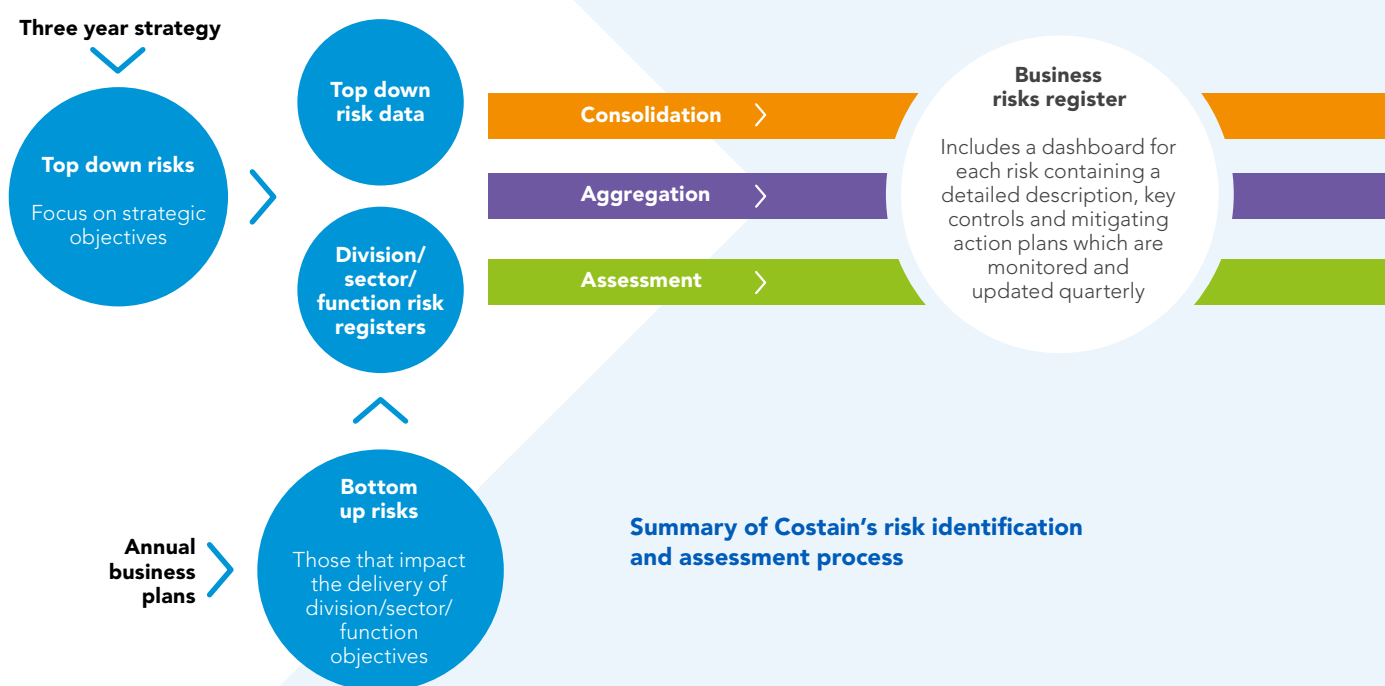 Three year strategy
Top down risks
Focus on strategic
objectives
Top down
risk data
Division/
sector/
function risk
registers
Bottom
up risks
Those that impact
the delivery of
division/sector/
function
objectives
Annual
business
plans
Consolidation
Aggregation
Assessment
Business
risks register
Includes a dashboard for
each risk containing a
detailed description, key
controls and mitigating
action plans which are
monitored and
updated quarterly
Summary of Costain’s risk identification
and assessment process